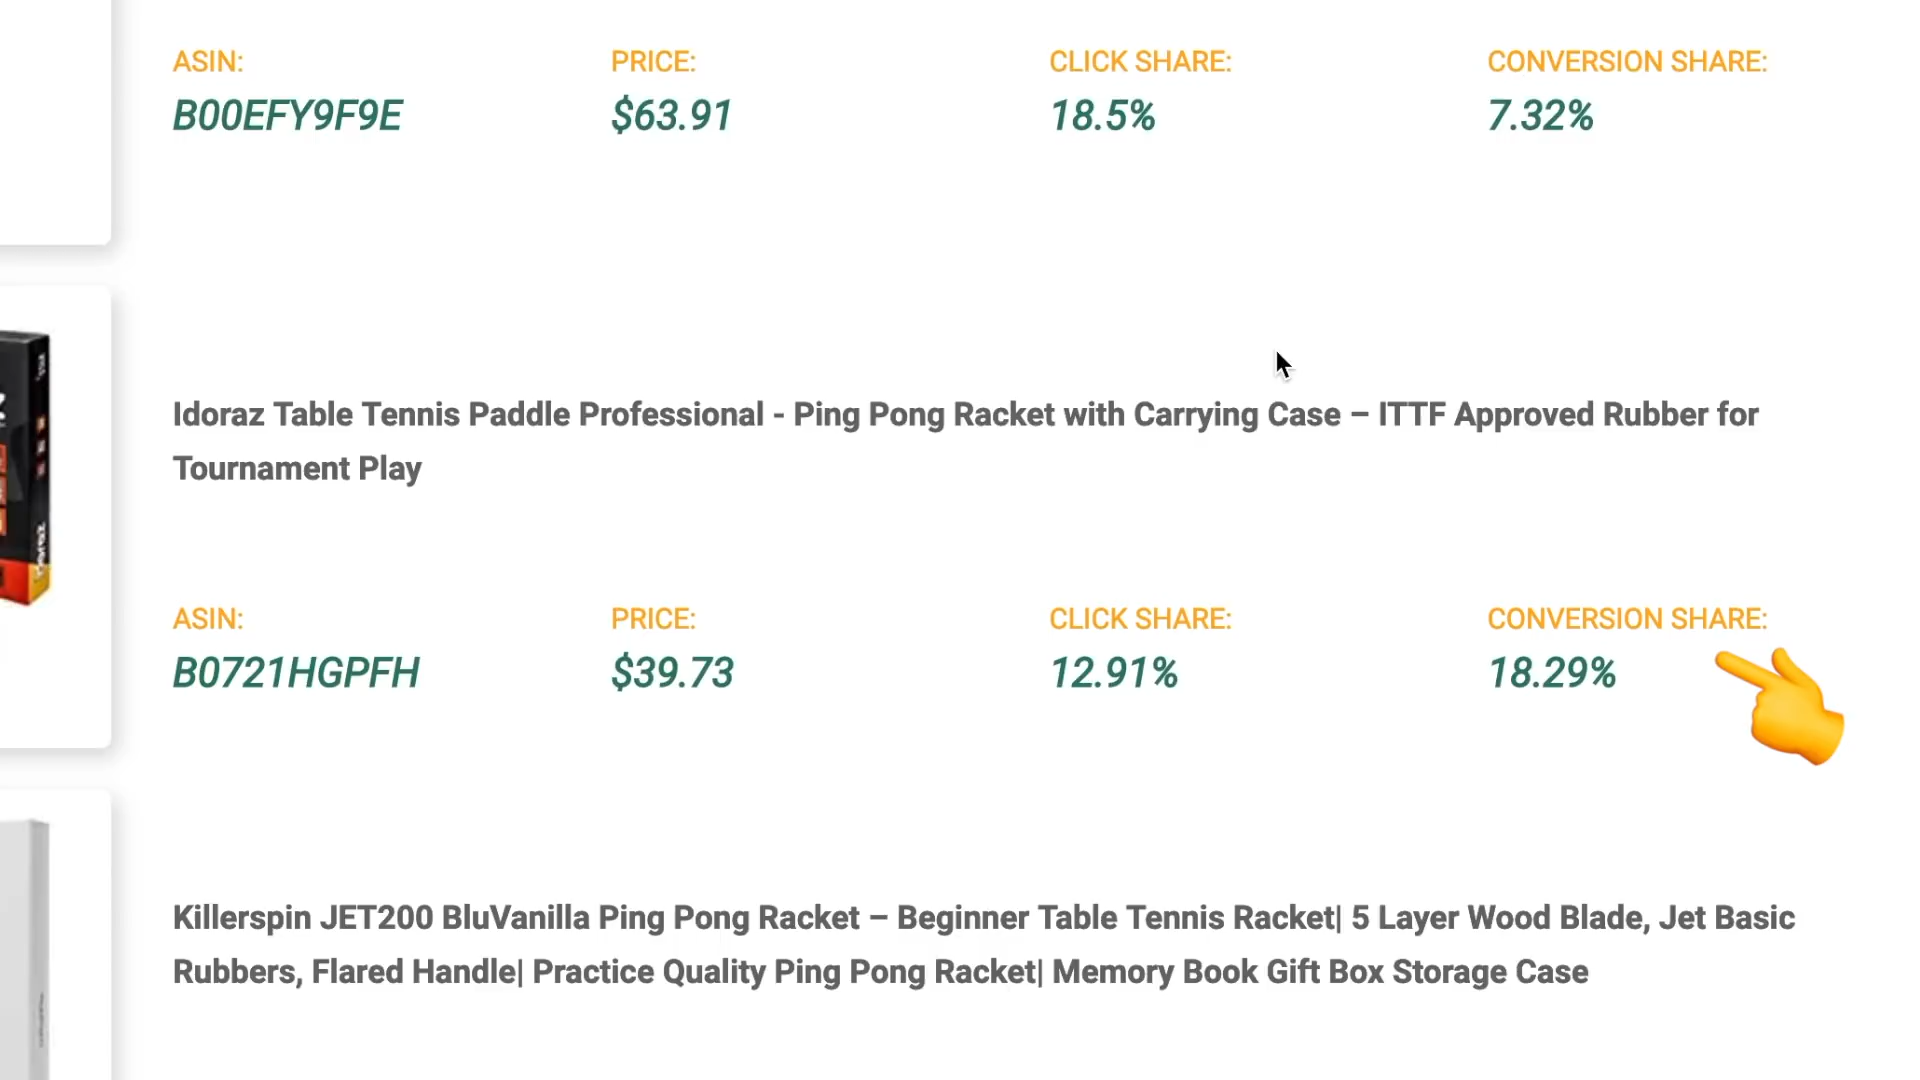 ASIN: PRICE: CLICK SHARE: CONVERSION SHARE:
B00EFY9F9E $63.91 18.5% 7.32%
Idoraz Table Tennis Paddle Professional - Ping Pong Racket with Carrying Case – ITTF Approved Rubber for
Tournament Play
ASIN: PRICE: CLICK SHARE: CONVERSION SHARE:
B0721HGPFH $39.73 12.91% 18.29%
Killerspin JET200 BluVanilla Ping Pong Racket – Beginner Table Tennis Racket| 5 Layer Wood Blade, Jet Basic
Rubbers, Flared Handle| Practice Quality Ping Pong Racket| Memory Book Gift Box Storage Case